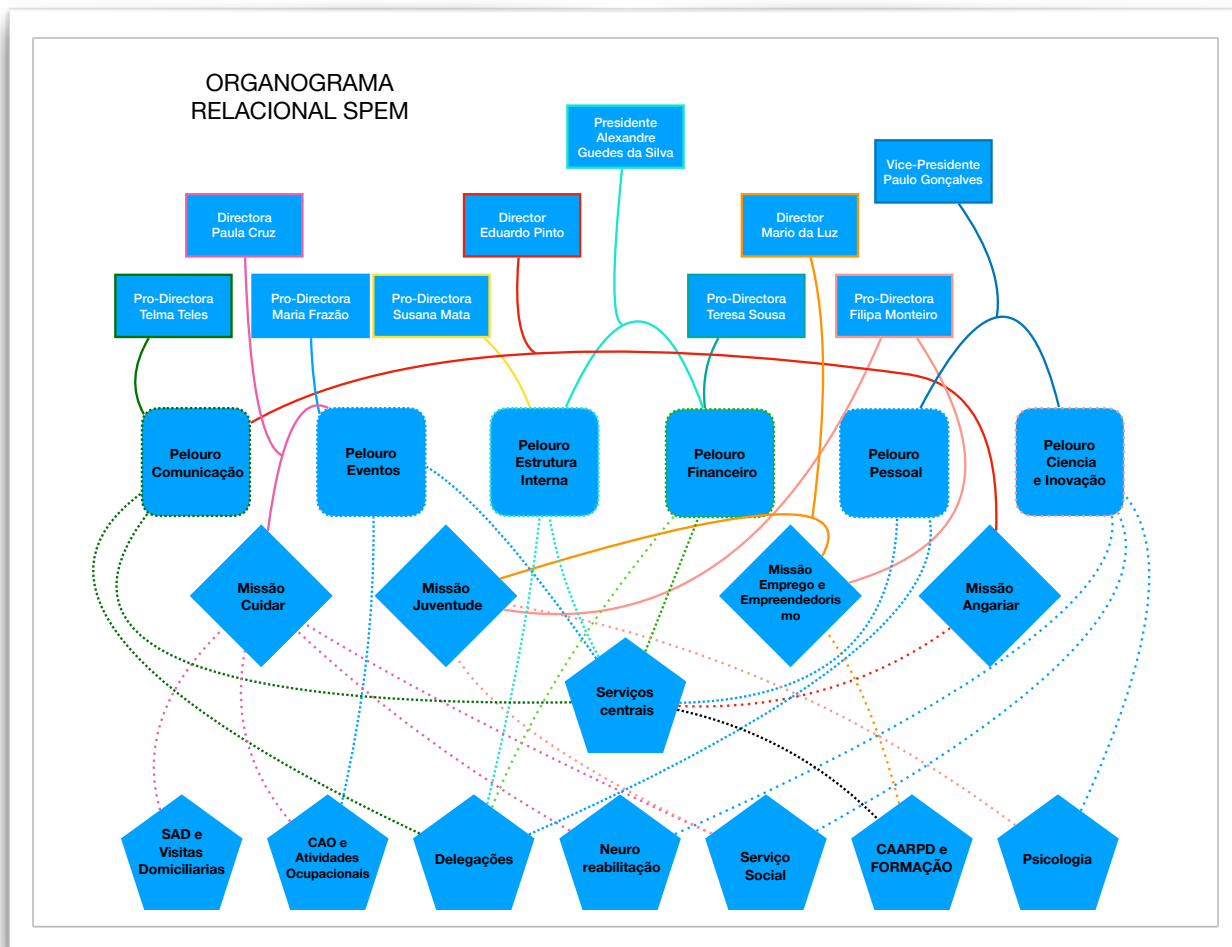 ORGANOGRAMA
RELACIONAL SPEM
Presidente
Alexandre
Guedes da Silva
Vice-Presidente
Paulo Gonçalves
Directora
Paula Cruz
Director
Eduardo Pinto
Director
Mario da Luz
Pro-Directora
Telma Teles
Pro-Directora
Maria Frazão
Pro-Directora
Susana Mata
Pro-Directora
Teresa Sousa
Pro-Directora
Filipa Monteiro
Pelouro
Comunicação
Pelouro
Eventos
Pelouro
Estrutura
Interna
Pelouro
Financeiro
Pelouro
Pessoal
Pelouro
Ciencia
e Inovação
Missão
Cuidar
Missão
Juventude
Missão
Emprego e
Empreendedoris
mo
Missão
Angariar
Serviços
centrais
SAD e
Visitas
Domiciliarias
CAO e
Atividades
Ocupacionais
Delegações
Neuro
reabilitação
Serviço
Social
CAARPD e
FORMAÇÃO
Psicologia